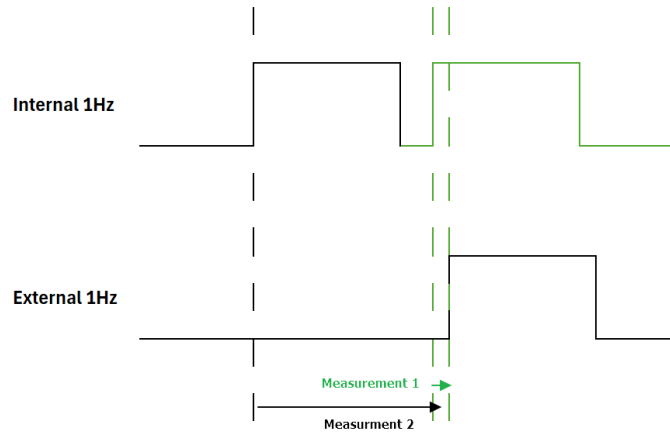 Internal 1Hz
External 1Hz
Measurement 1
Measurment 2